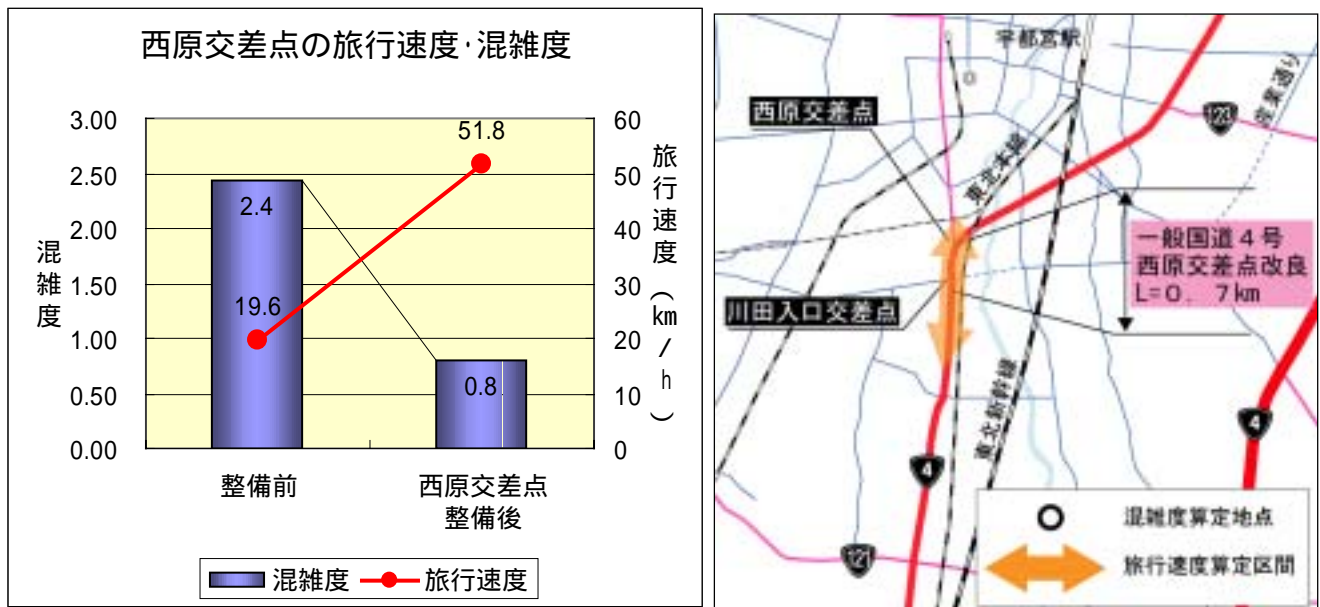 西原交差点の旅行速度･混雑度
3.00
2.50
2.00
1.50
1.00
0.50
0.00
混雑度
60
50
40
30
20
10
0
旅行速度（km/h）
2.4
19.6
51.8
0.8
整備前
西原交差点
整備後
混雑度
旅行速度
宇都宮駅
西原交差点
123
産業通り
東北本線
一般国道４号
西原交差点改良
L=０．７km
川田入口交差点
東北新幹線
4
4
121
混雑度算定地点
旅行速度算定区間